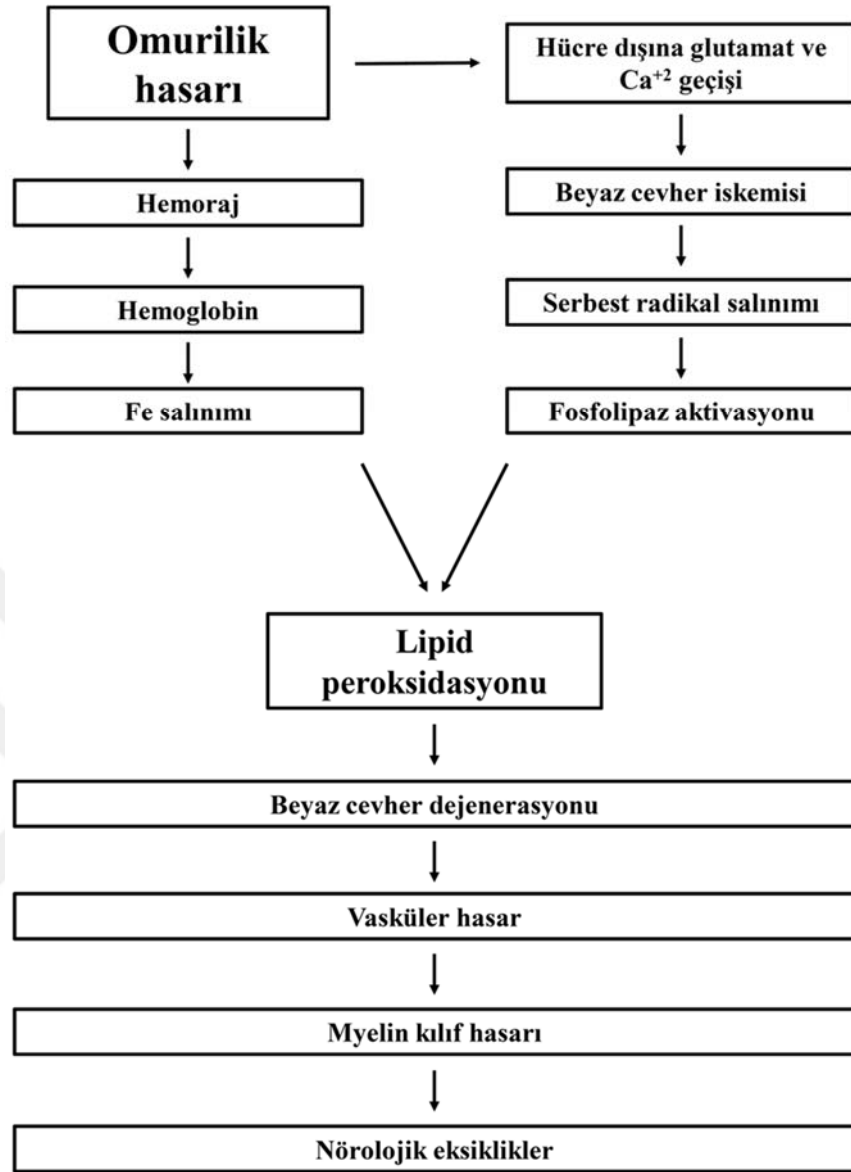 Omurilik
hasarı
Hücre dışına glutamat ve
Ca⁺² geçişi
Hemoraj
Beyaz cevher iskemisi
Hemoglobin
Serbest radikal salınımı
Fe salınımı
Fosfolipaz aktivasyonu
Lipid
peroksidasyonu
Beyaz cevher dejenerasyonu
Vasküler hasar
Myelin kılıf hasarı
Nörolojik eksiklikler